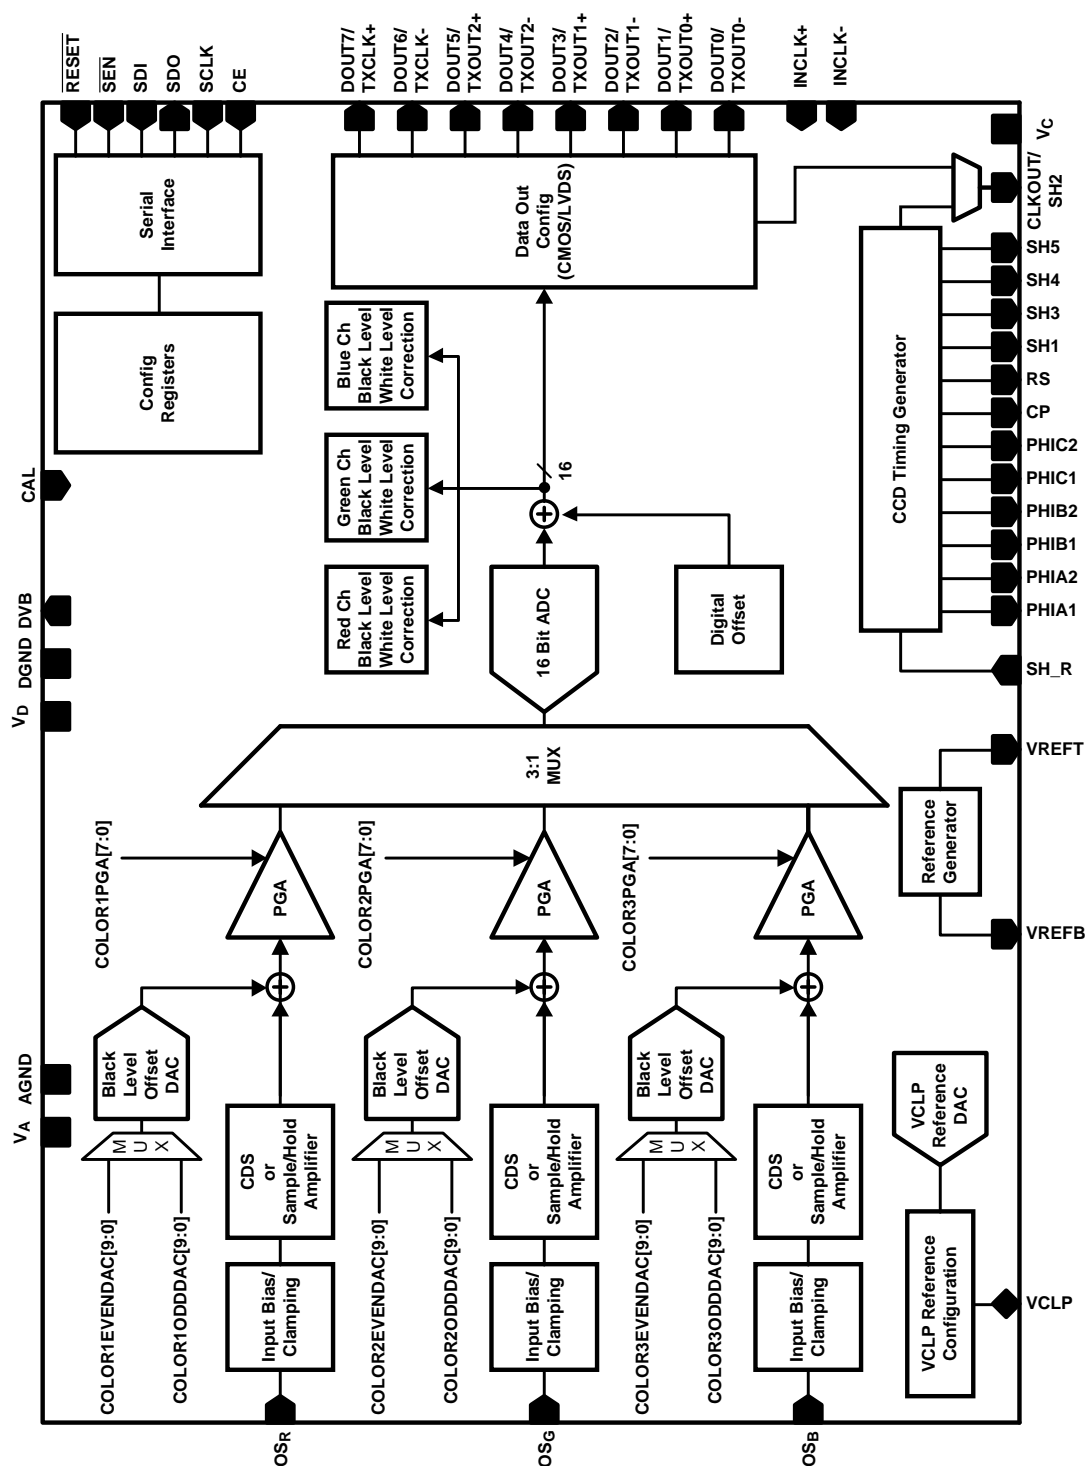 RESET
SEN
SDI
SDO
SCLK
CE
DOUT7/
TXCLK+
DOUT6/
TXCLK-
DOUT5/
TXOUT2+
DOUT4/
TXOUT2-
DOUT3/
TXOUT1+
DOUT2/
TXOUT1-
DOUT1/
TXOUT0+
DOUT0/
TXOUT0-
INCLK+
INCLK-
Serial
Interface
Config
Registers
Data Out
Config
(CMOS/LVDS)
VC
CLKOUT/
SH2
SH5
SH4
SH3
SH1
RS
CP
PHIC2
PHIC1
PHIB2
PHIB1
PHIA2
PHIA1
SH_R
CCD Timing Generator
CAL
DVB
DGND
VD
Blue Ch
Black Level
White Level
Correction
Green Ch
Black Level
White Level
Correction
Red Ch
Black Level
White Level
Correction
16
16 Bit ADC
Digital
Offset
3:1
MUX
VREFT
Reference
Generator
VREFB
COLOR1PGA[7:0]
PGA
COLOR2PGA[7:0]
PGA
COLOR3PGA[7:0]
PGA
AGND
VA
Black
Level
Offset
DAC
M
U
X
COLOR1EVENDAC[9:0]
COLOR1ODDDAC[9:0]
CDS
or
Sample/Hold
Amplifier
Input Bias/
Clamping
OSR
Black
Level
Offset
DAC
M
U
X
COLOR2EVENDAC[9:0]
COLOR2ODDDAC[9:0]
CDS
or
Sample/Hold
Amplifier
Input Bias/
Clamping
OSG
Black
Level
Offset
DAC
M
U
X
COLOR3EVENDAC[9:0]
COLOR3ODDDAC[9:0]
CDS
or
Sample/Hold
Amplifier
Input Bias/
Clamping
OSB
VCLP
Reference
DAC
VCLP Reference
Configuration
VCLP